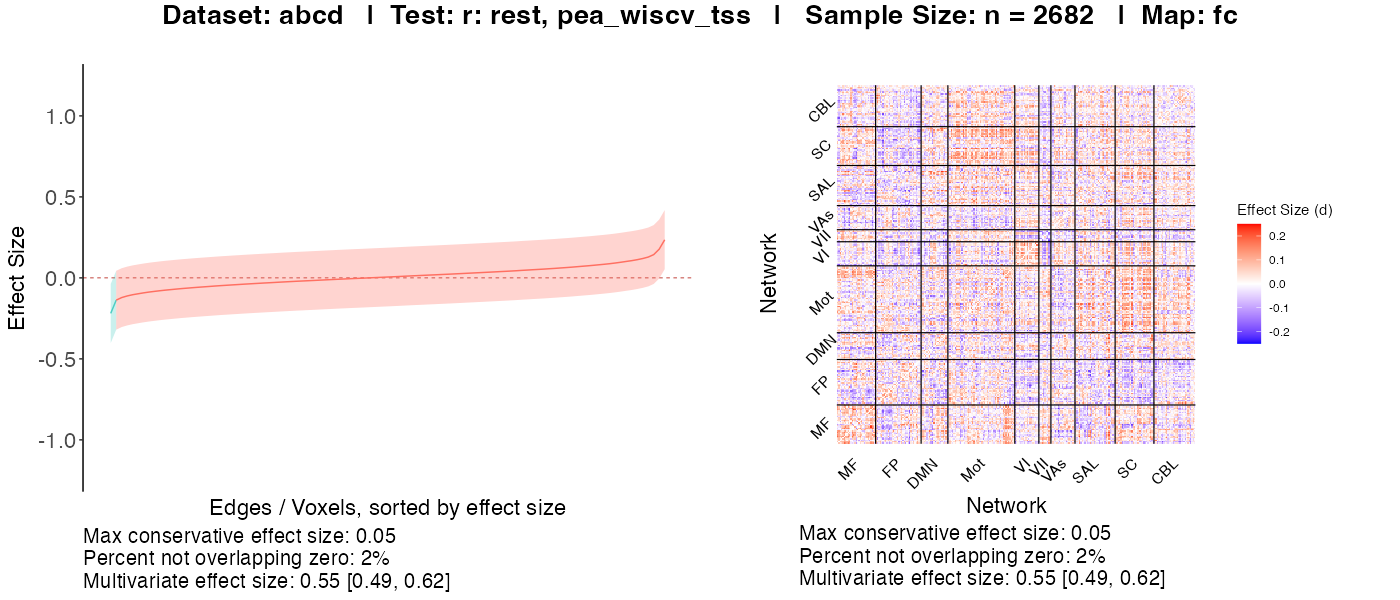 Dataset: abcd | Test: r: rest, pea_wiscv_tss | Sample Size: n = 2682 | Map: fc
Effect Size
1.0
0.5
0.0
-0.5
-1.0
Edges / Voxels, sorted by effect size
Max conservative effect size: 0.05
Percent not overlapping zero: 2%
Multivariate effect size: 0.55 [0.49, 0.62]
Network
CBL
SC
SAL
VAs
VII
VI
Mot
DMN
FP
MF
MF FP DMN Mot VI VII VAs SAL SC CBL
Network
Max conservative effect size: 0.05
Percent not overlapping zero: 2%
Multivariate effect size: 0.55 [0.49, 0.62]
Effect Size (d)
0.2
0.1
0.0
-0.1
-0.2